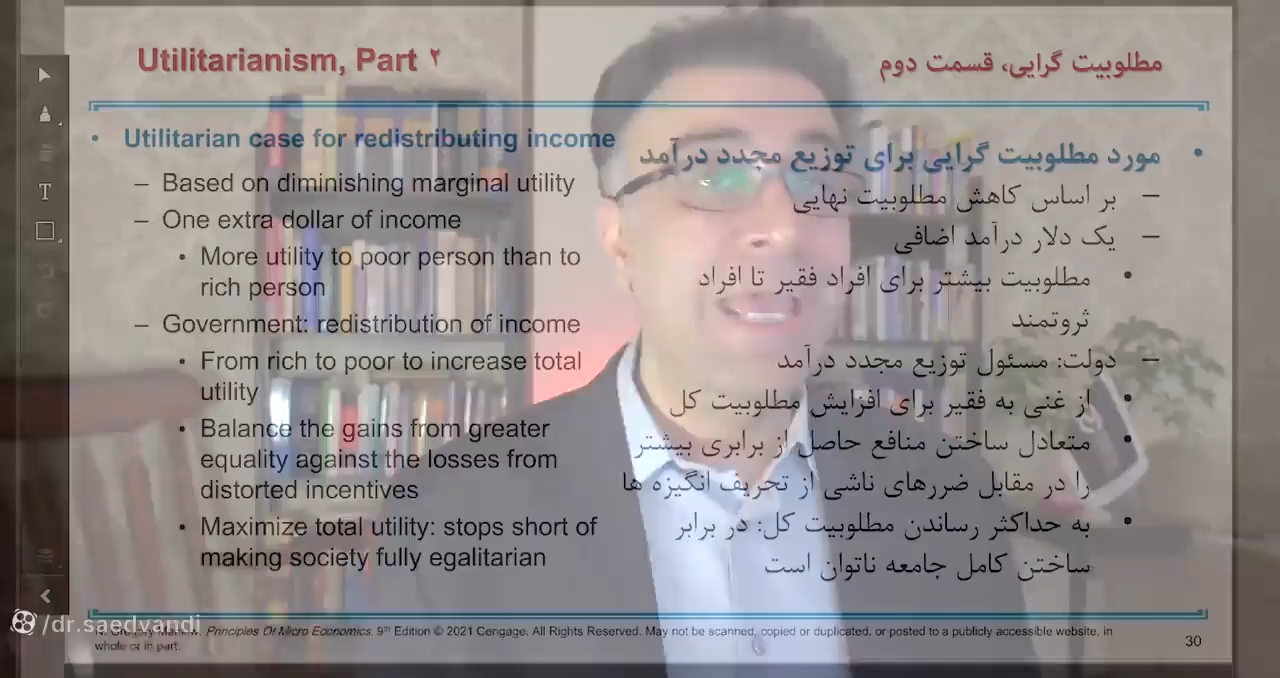 Utilitarianism, Part ۲
مطلوبیت گرایی، قسمت دوم
• Utilitarian case for redistributing income
– Based on diminishing marginal utility
– One extra dollar of income
• More utility to poor person than to
rich person
– Government: redistribution of income
• From rich to poor to increase total
utility
• Balance the gains from greater
equality against the losses from
distorted incentives
• Maximize total utility: stops short of
making society fully egalitarian
• مورد مطلوبیت گرایی برای توزیع مجدد درآمد
– بر اساس کاهش مطلوبیت نهایی
– یک دلار درآمد اضافی
• مطلوبیت بیشتر برای افراد فقیر تا افراد
ثروتمند
– دولت: مسئول توزیع مجدد درآمد
• از غنی به فقیر برای افزایش مطلوبیت کل
• متعادل ساختن منافع حاصل از برابری بیشتر
را در مقابل ضررهای ناشی از تحریف انگیزه ها
• به حداکثر رساندن مطلوبیت کل: در برابر
ساختن کامل جامعه ناتوان است
/dr.saedvandi
N. Gregory Mankiw, Principles Of Micro Economics. 9th Edition © 2021 Cengage. All Rights Reserved. May not be scanned, copied or duplicated, or posted to a publicly accessible website, in
whole or in part.
30